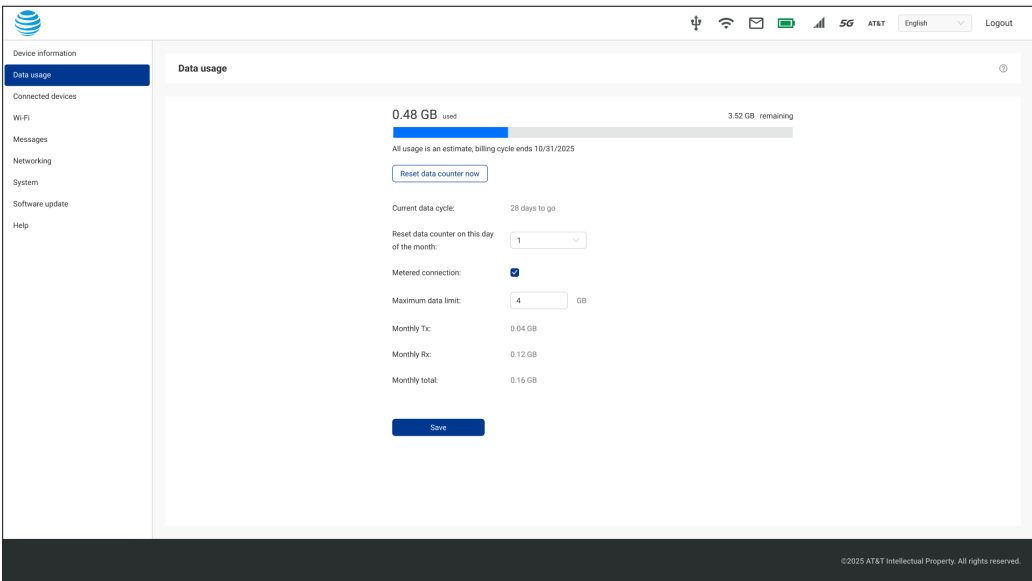 5G AT&T English Logout
Device information
Data usage
Connected devices
Wi-Fi
Messages
Networking
System
Software update
Help
Data usage
0.48 GB used 3.52 GB remaining
All usage is an estimate, billing cycle ends 10/31/2025
Reset data counter now
Current data cycle: 28 days to go
Reset data counter on this day
of the month: 1
Metered connection:
Maximum data limit: 4 GB
Monthly Tx: 0.04 GB
Monthly Rx: 0.12 GB
Monthly total: 0.16 GB
Save
©2025 AT&T Intellectual Property. All rights reserved.